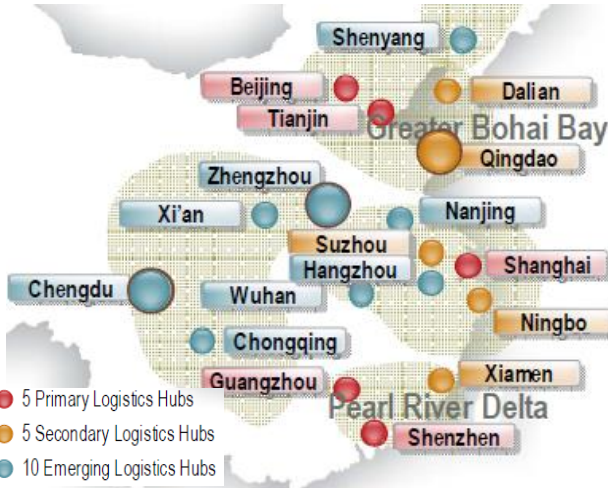 Shenyang
Beijing
Dalian
Tianjin
Greater Bohai Bay
Qingdao
Zhengzhou
Xi'an
Nanjing
Suzhou
Shanghai
Hangzhou
Chengdu
Wuhan
Ningbo
Chongqing
Xiamen
Guangzhou
5 Primary Logistics Hubs
Pearl River Delta
5 Secondary Logistics Hubs
Shenzhen
10 Emerging Logistics Hubs